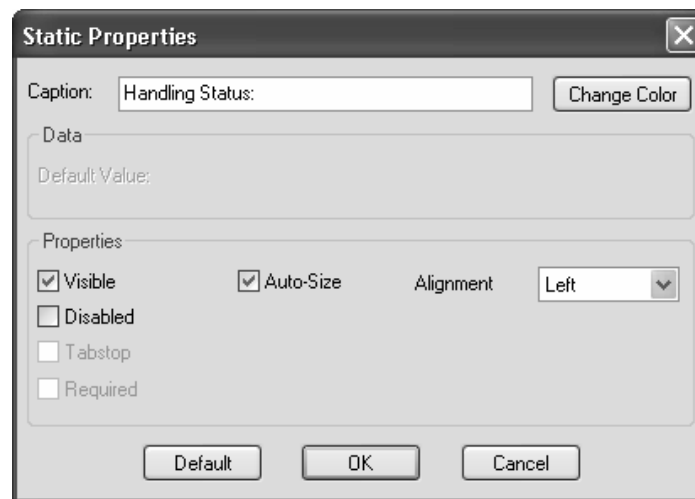 Static Properties
Caption: Handling Status: Change Color
Data
Default Value:
Properties
Visible Auto-Size Alignment Left
Disabled
Tabstop
Required
Default OK Cancel